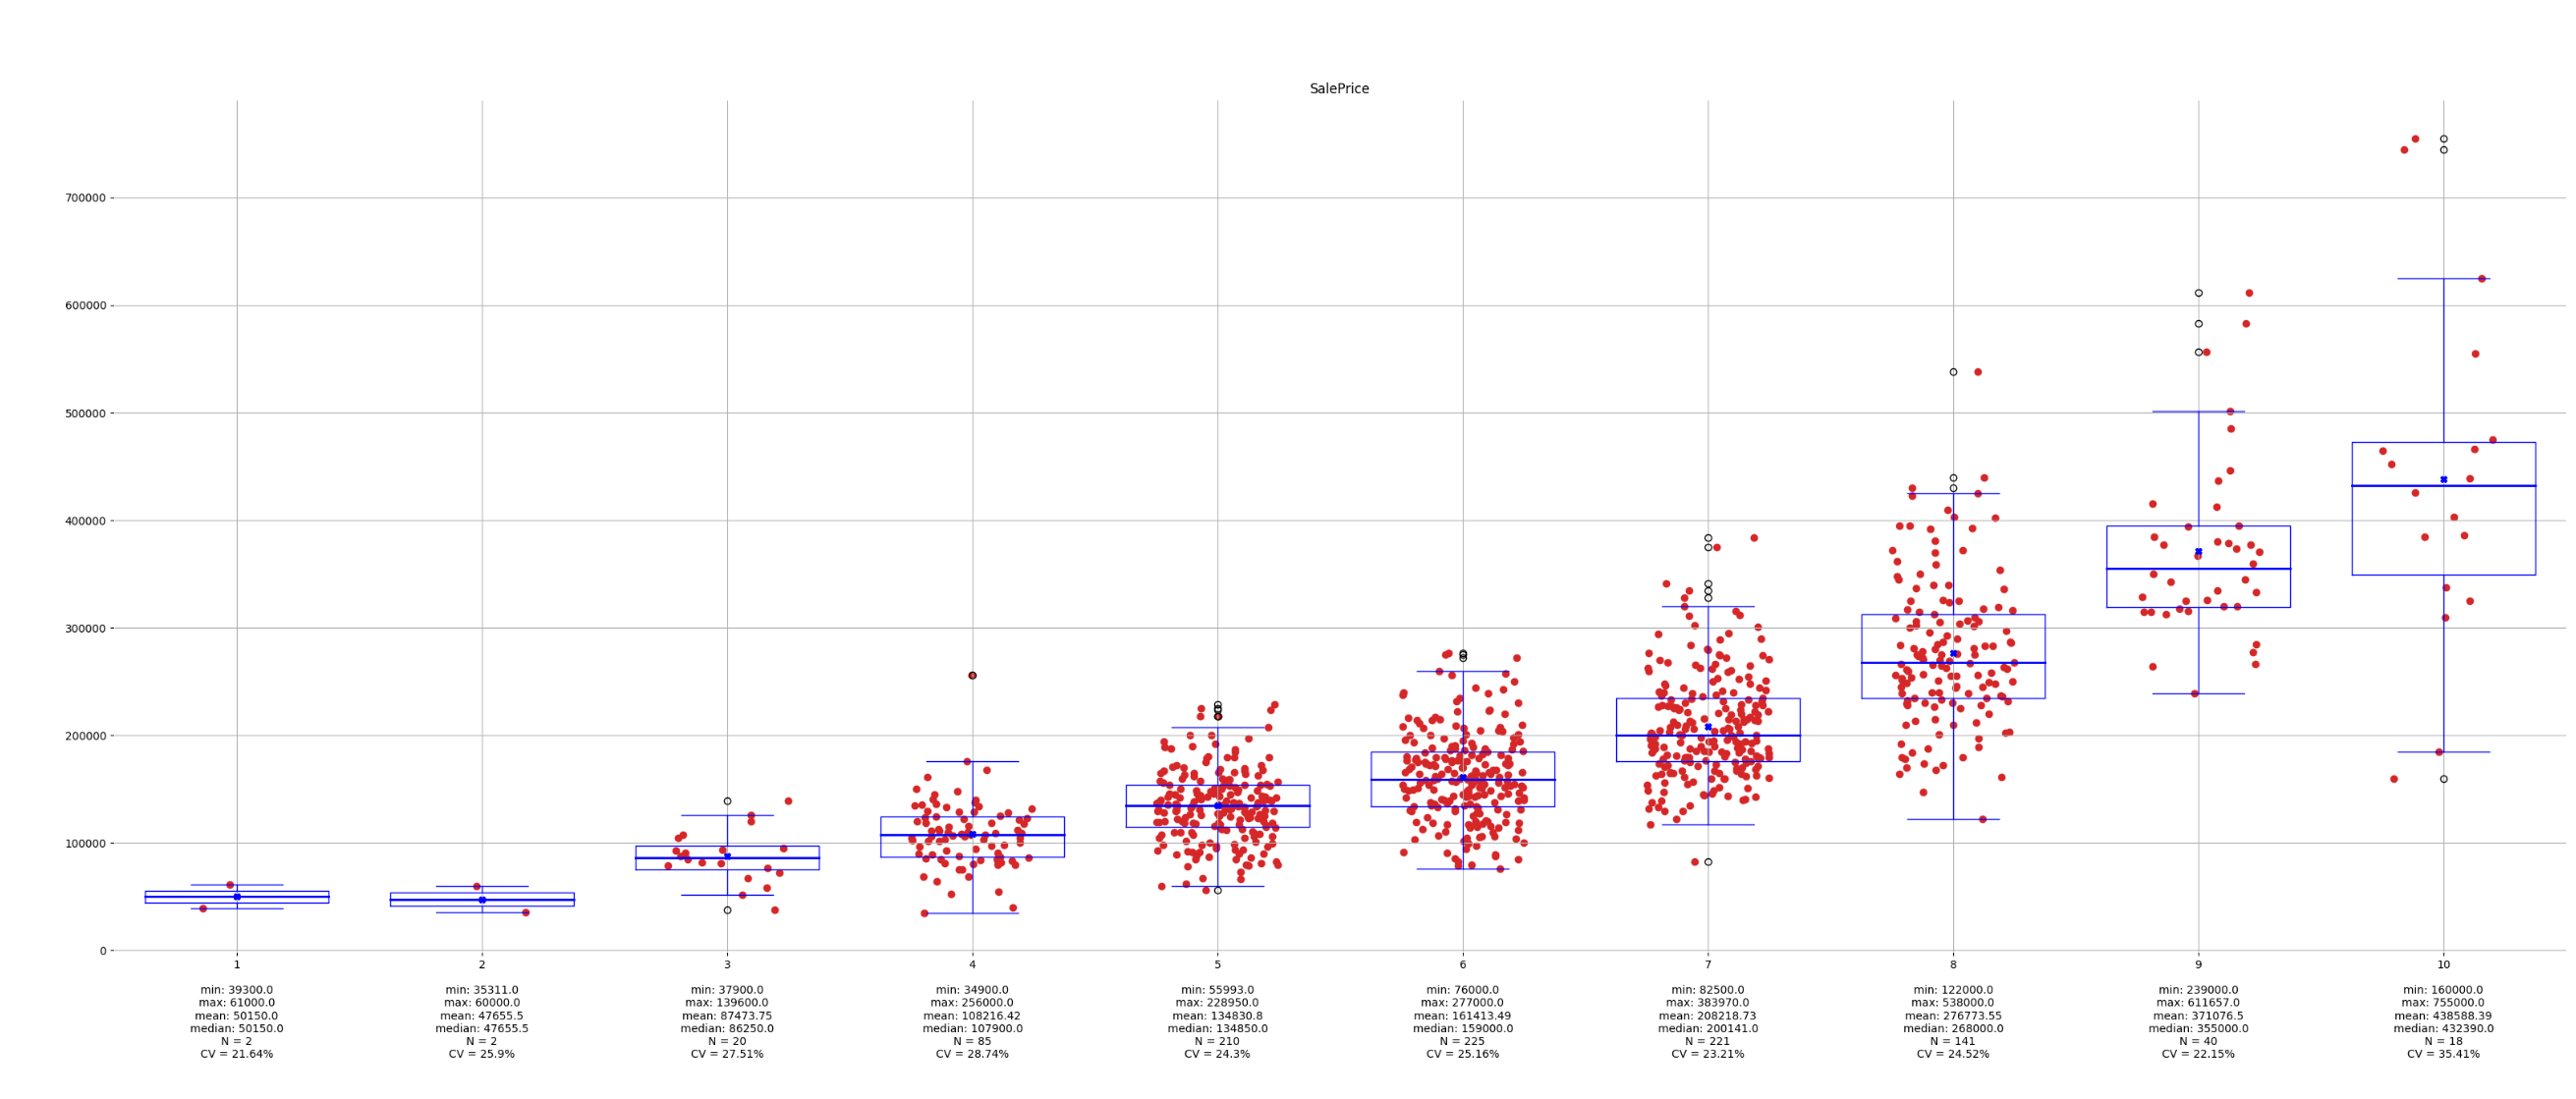 SalePrice
700000
600000
500000
400000
300000
200000
100000
0
1 2 3 4 5 6 7 8 9 10
min: 39300.0
max: 61000.0
mean: 50150.0
median: 50150.0
N = 2
CV = 21.64%
min: 35311.0
max: 60000.0
mean: 47655.5
median: 47655.5
N = 2
CV = 25.9%
min: 37900.0
max: 139600.0
mean: 87473.75
median: 86250.0
N = 20
CV = 27.51%
min: 34900.0
max: 256000.0
mean: 108216.42
median: 107900.0
N = 85
CV = 28.74%
min: 55993.0
max: 228950.0
mean: 134830.8
median: 134850.0
N = 210
CV = 24.3%
min: 76000.0
max: 277000.0
mean: 161413.49
median: 159000.0
N = 225
CV = 25.16%
min: 82500.0
max: 383970.0
mean: 208218.73
median: 200141.0
N = 221
CV = 23.21%
min: 122000.0
max: 538000.0
mean: 276773.55
median: 268000.0
N = 141
CV = 24.52%
min: 239000.0
max: 611657.0
mean: 371076.5
median: 355000.0
N = 40
CV = 22.15%
min: 160000.0
max: 755000.0
mean: 438588.39
median: 432390.0
N = 18
CV = 35.41%